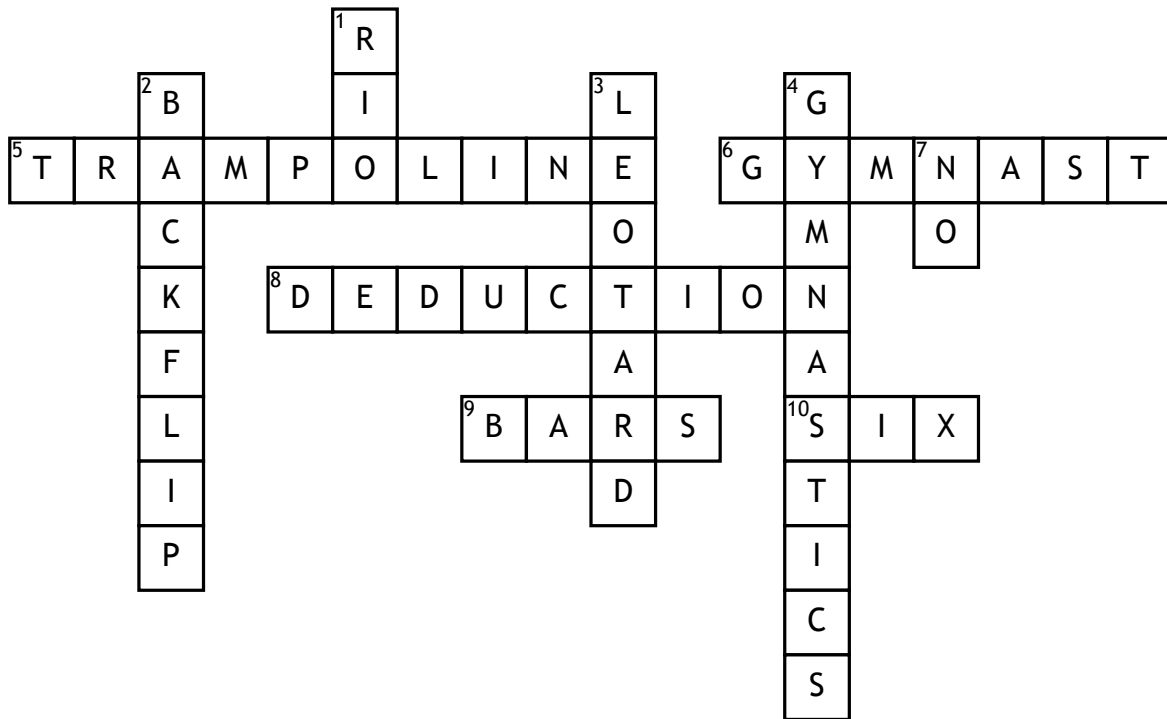 1 R
2 B I 3 L 4 G
5 T R A M P O L I N E 6 G Y M 7 N A S T
C O M O
K 8 D E D U C T I O N
F A A
L 9 B A R S 10 S I X
I D T
P I
C
S